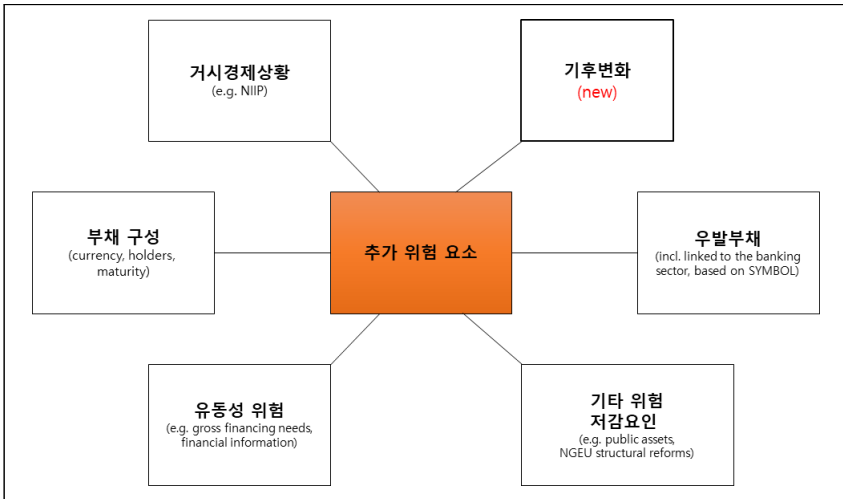 거시경제상황
(e.g. NIIP)
기후변화
(new)
부채 구성
(currency, holders,
maturity)
추가 위험 요소
우발부채
(incl. linked to the banking
sector, based on SYMBOL)
유동성 위험
(e.g. gross financing needs,
financial information)
기타 위험
저감요인
(e.g. public assets,
NGEU structural reforms)